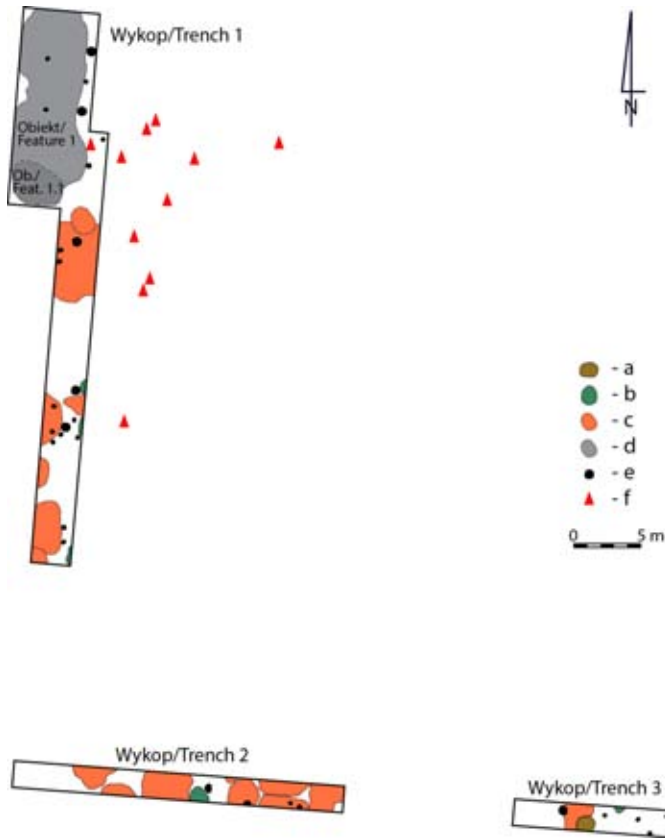 Wykop/Trench 1
N
Obiekt/
Feature 1
Ob./
Feat. 1.1
- a
- b
- c
- d
- e
- f
0 5 m
Wykop/Trench 2
Wykop/Trench 3